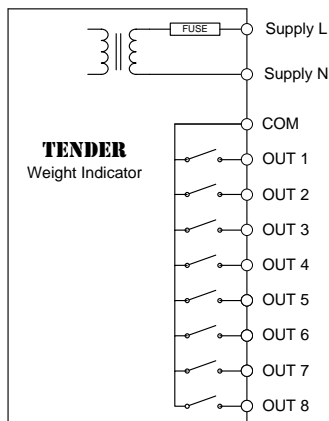 FUSE
Supply L
Supply N
COM
TENDER
Weight Indicator
OUT 1
OUT 2
OUT 3
OUT 4
OUT 5
OUT 6
OUT 7
OUT 8